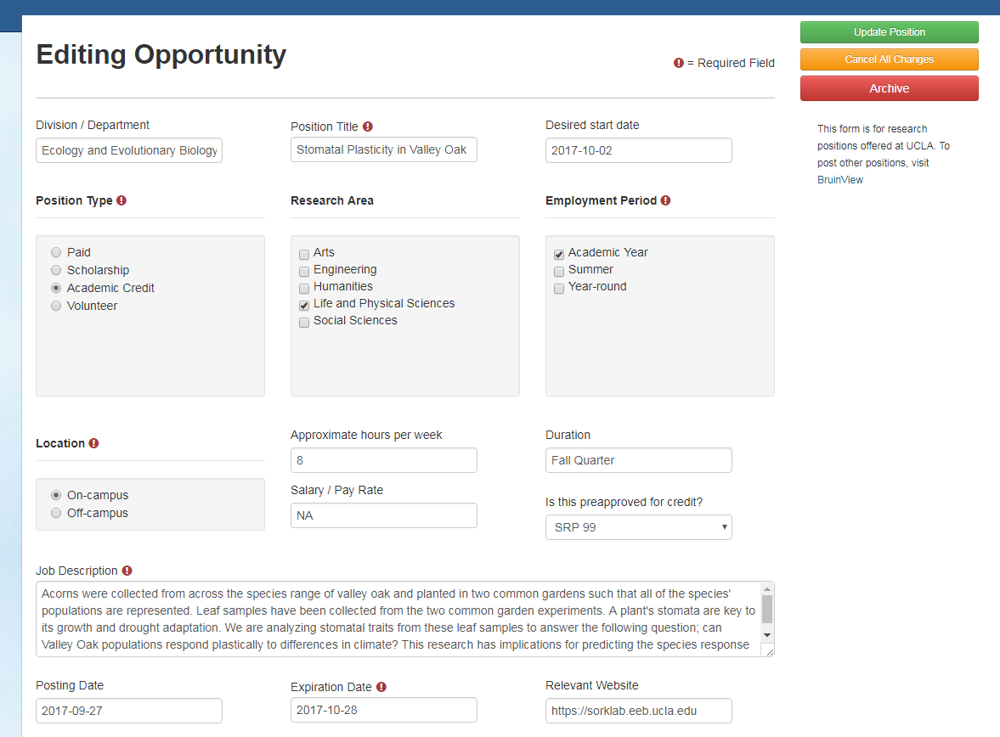 Editing Opportunity
! = Required Field
Update Position
Cancel All Changes
Archive
This form is for research
positions offered at UCLA. To
post other positions, visit
BruinView
Division / Department
Ecology and Evolutionary Biology
Position Title !
Stomatal Plasticity in Valley Oak
Desired start date
2017-10-02
Position Type !
Paid
Scholarship
Academic Credit
Volunteer
Research Area
Arts
Engineering
Humanities
Life and Physical Sciences
Social Sciences
Employment Period !
Academic Year
Summer
Year-round
Location !
On-campus
Off-campus
Approximate hours per week
8
Salary / Pay Rate
NA
Duration
Fall Quarter
Is this preapproved for credit?
SRP 99
Job Description !
Acorns were collected from across the species range of valley oak and planted in two common gardens such that all of the species'
populations are represented. Leaf samples have been collected from the two common garden experiments. A plant's stomata are key to
its growth and drought adaptation. We are analyzing stomatal traits from these leaf samples to answer the following question; can
Valley Oak populations respond plastically to differences in climate? This research has implications for predicting the species response
Posting Date
2017-09-27
Expiration Date !
2017-10-28
Relevant Website
https://sorklab.eeb.ucla.edu